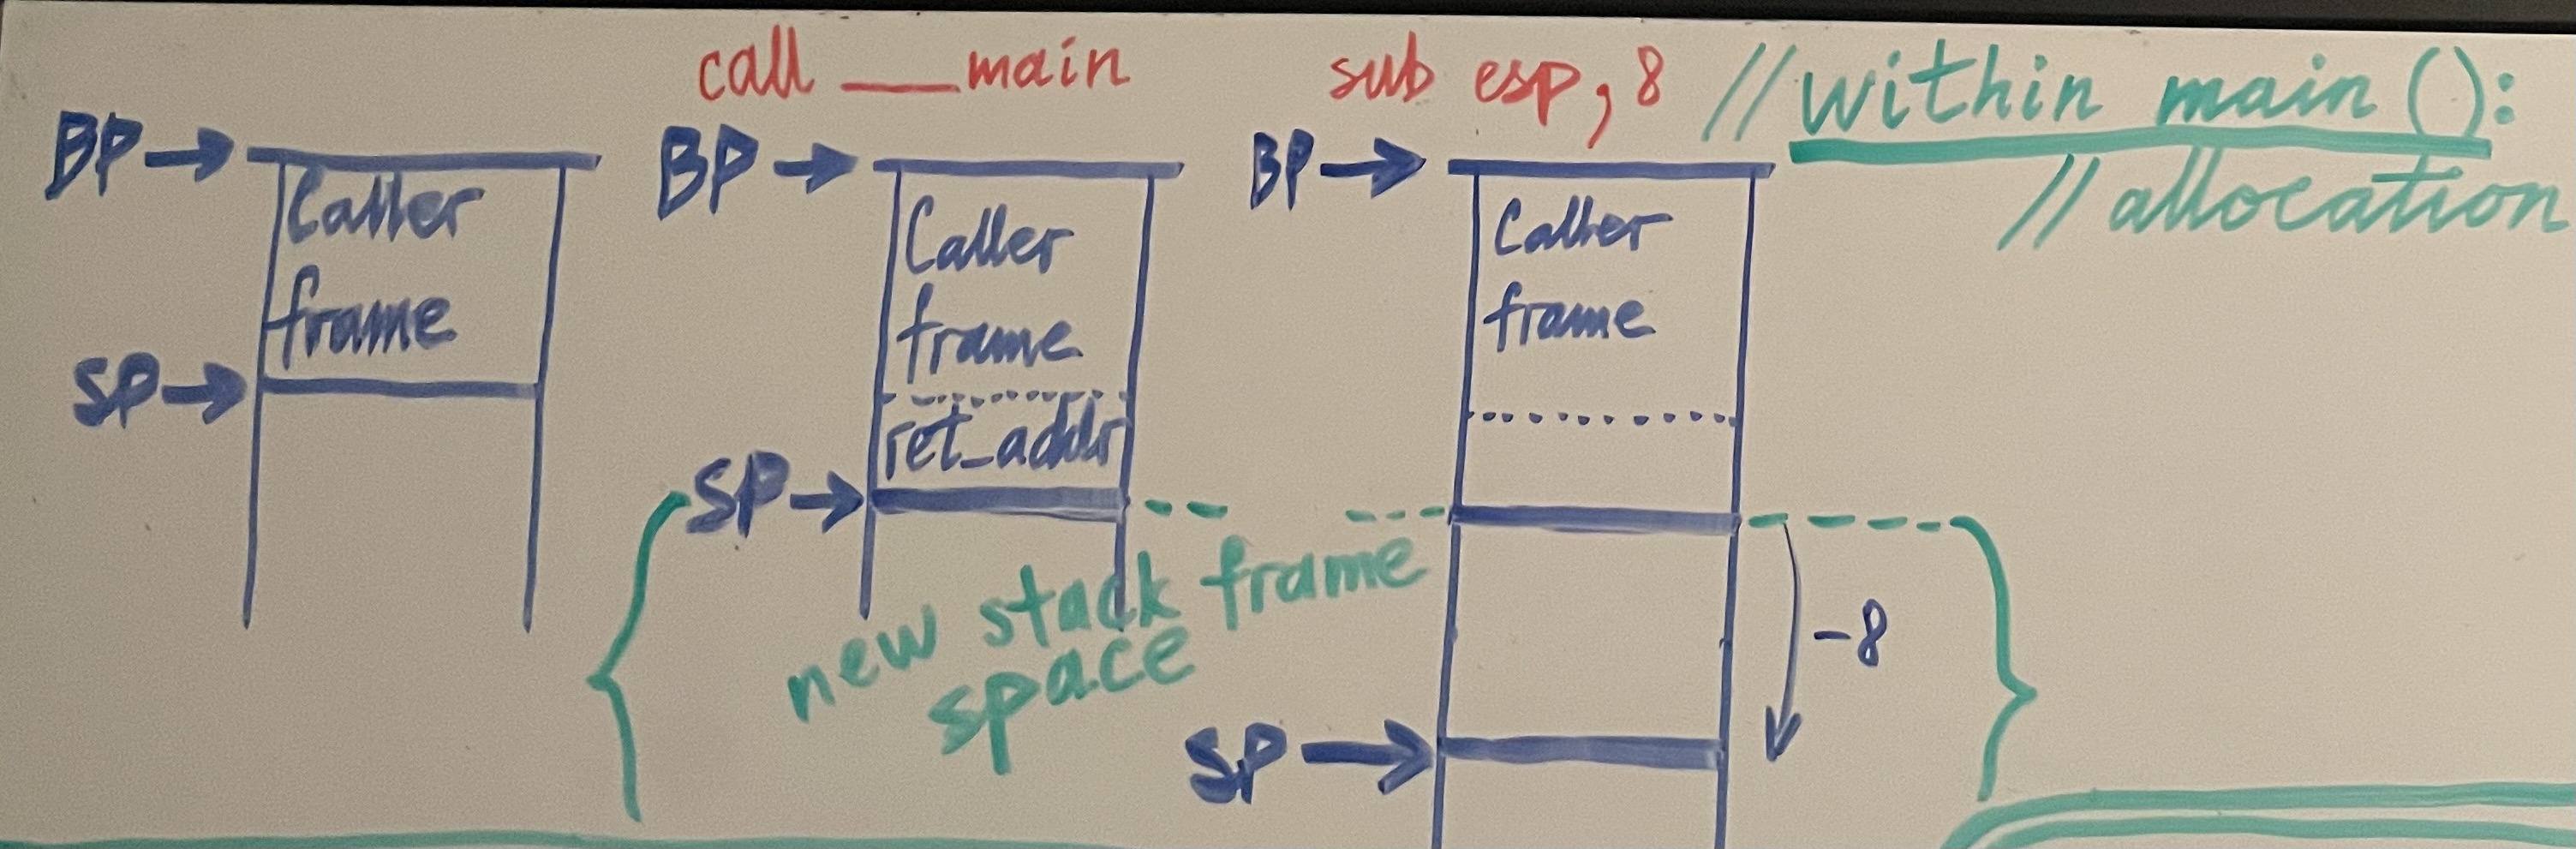 call __main
sub esp, 8 // within main ():
// allocation
BP →
Caller
frame
SP →
BP →
Caller
frame
ret_addr
SP →
new stack frame
space
BP →
Caller
frame
-8
SP →